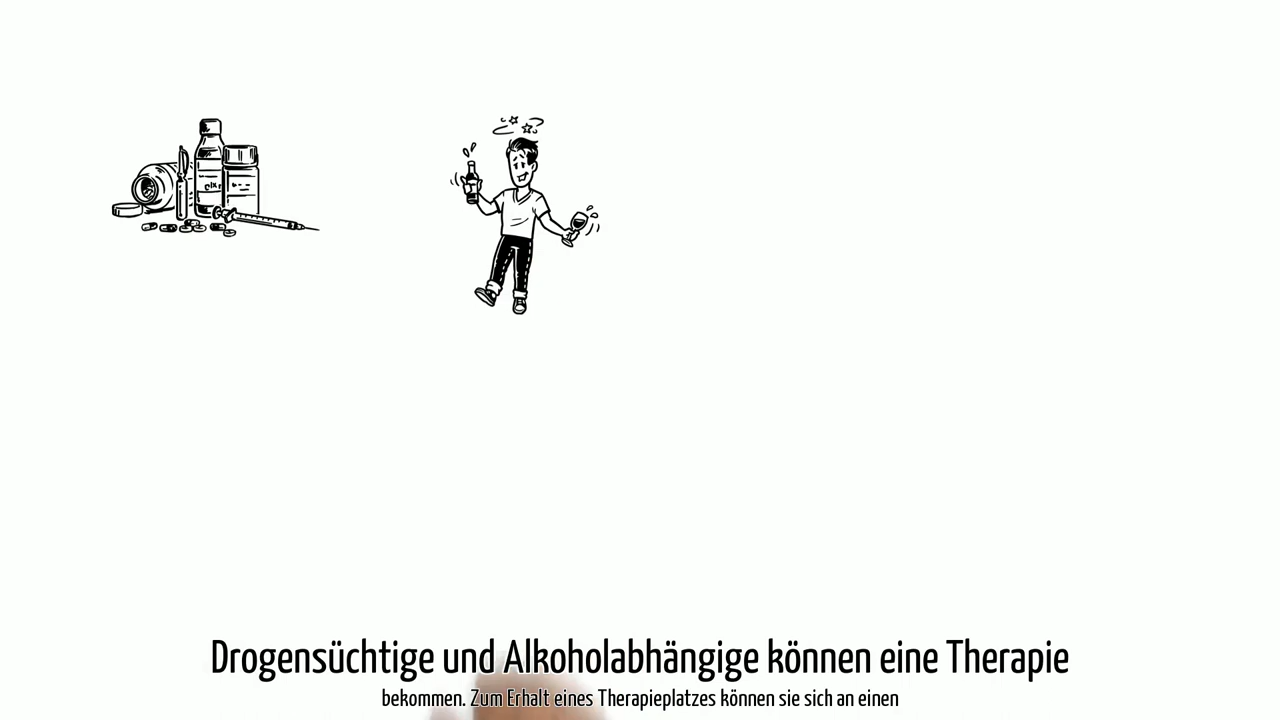 Drogensüchtige und Alkoholabhängige können eine Therapie
bekommen. Zum Erhalt eines Therapieplatzes können sie sich an einen